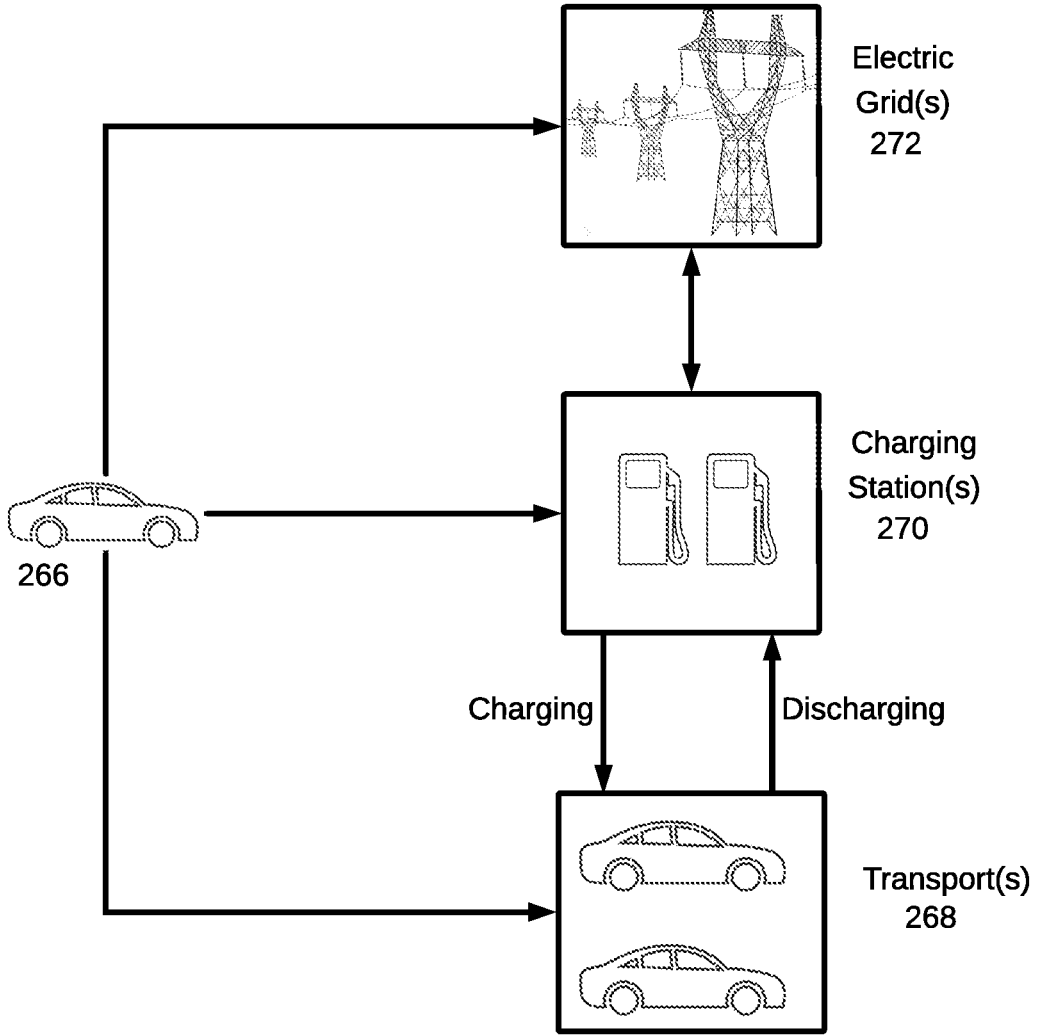 Electric
Grid(s)
272
Charging
Station(s)
270
266
Charging
Discharging
Transport(s)
268